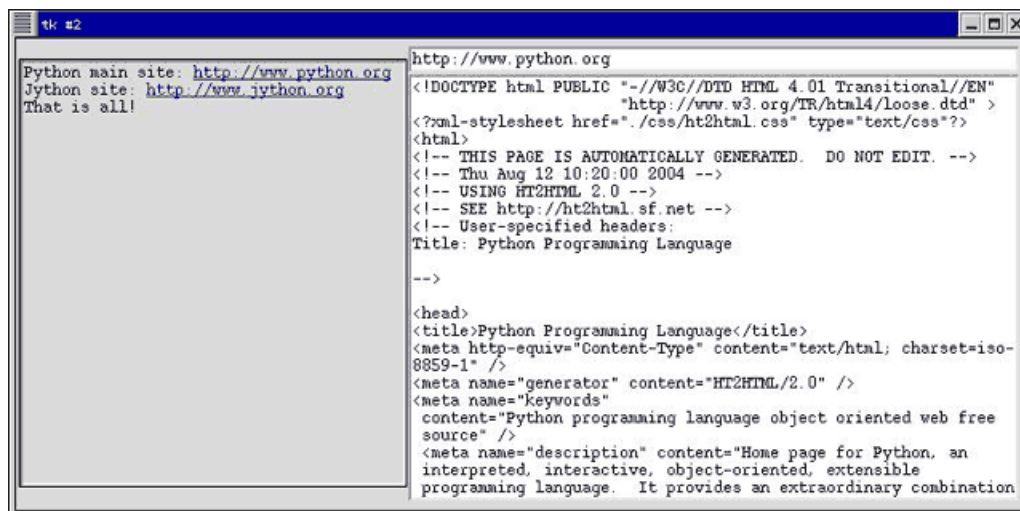 tk #2
Python main site: http://www.python.org
Jython site: http://www.jython.org
That is all!
http://www.python.org
<!DOCTYPE html PUBLIC "-//W3C//DTD HTML 4.01 Transitional//EN"
"http://www.w3.org/TR/html4/loose.dtd" >
<?xml-stylesheet href="./css/ht2html.css" type="text/css"?>
<html>
<!-- THIS PAGE IS AUTOMATICALLY GENERATED.  DO NOT EDIT. -->
<!-- Thu Aug 12 10:20:00 2004 -->
<!-- USING HT2HTML 2.0 -->
<!-- SEE http://ht2html.sf.net -->
<!-- User-specified headers:
Title: Python Programming Language
-->
<head>
<title>Python Programming Language</title>
<meta http-equiv="Content-Type" content="text/html; charset=iso-
8859-1" />
<meta name="generator" content="HT2HTML/2.0" />
<meta name="keywords"
content="Python programming language object oriented web free
source" />
<meta name="description" content="Home page for Python, an
interpreted, interactive, object-oriented, extensible
programming language.  It provides an extraordinary combination